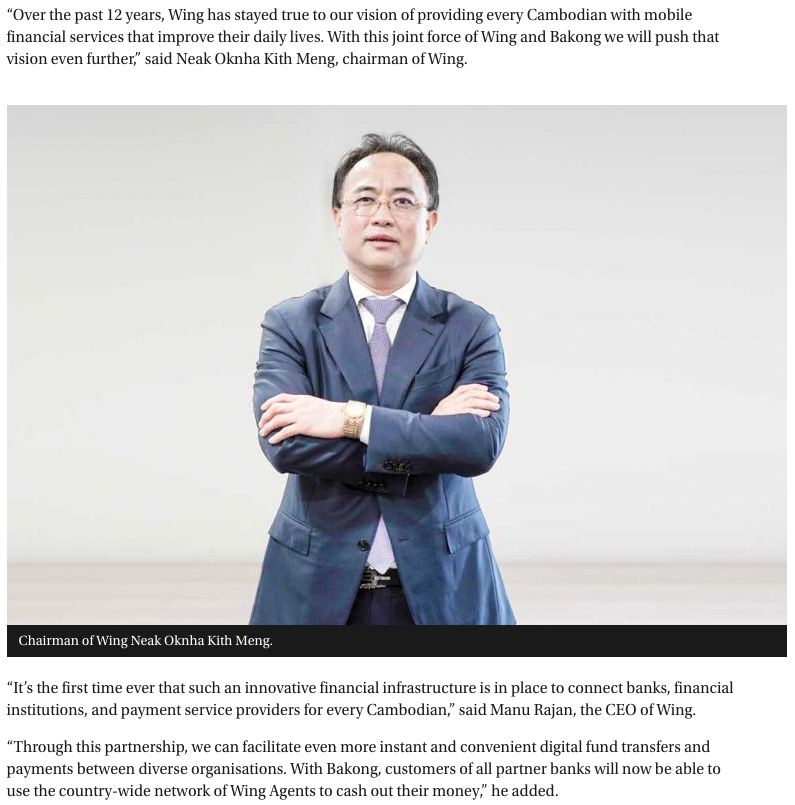 “Over the past 12 years, Wing has stayed true to our vision of providing every Cambodian with mobile
financial services that improve their daily lives. With this joint force of Wing and Bakong we will push that
vision even further,” said Neak Oknha Kith Meng, chairman of Wing.
Chairman of Wing Neak Oknha Kith Meng.
“It’s the first time ever that such an innovative financial infrastructure is in place to connect banks, financial
institutions, and payment service providers for every Cambodian,” said Manu Rajan, the CEO of Wing.
“Through this partnership, we can facilitate even more instant and convenient digital fund transfers and
payments between diverse organisations. With Bakong, customers of all partner banks will now be able to
use the country-wide network of Wing Agents to cash out their money,” he added.